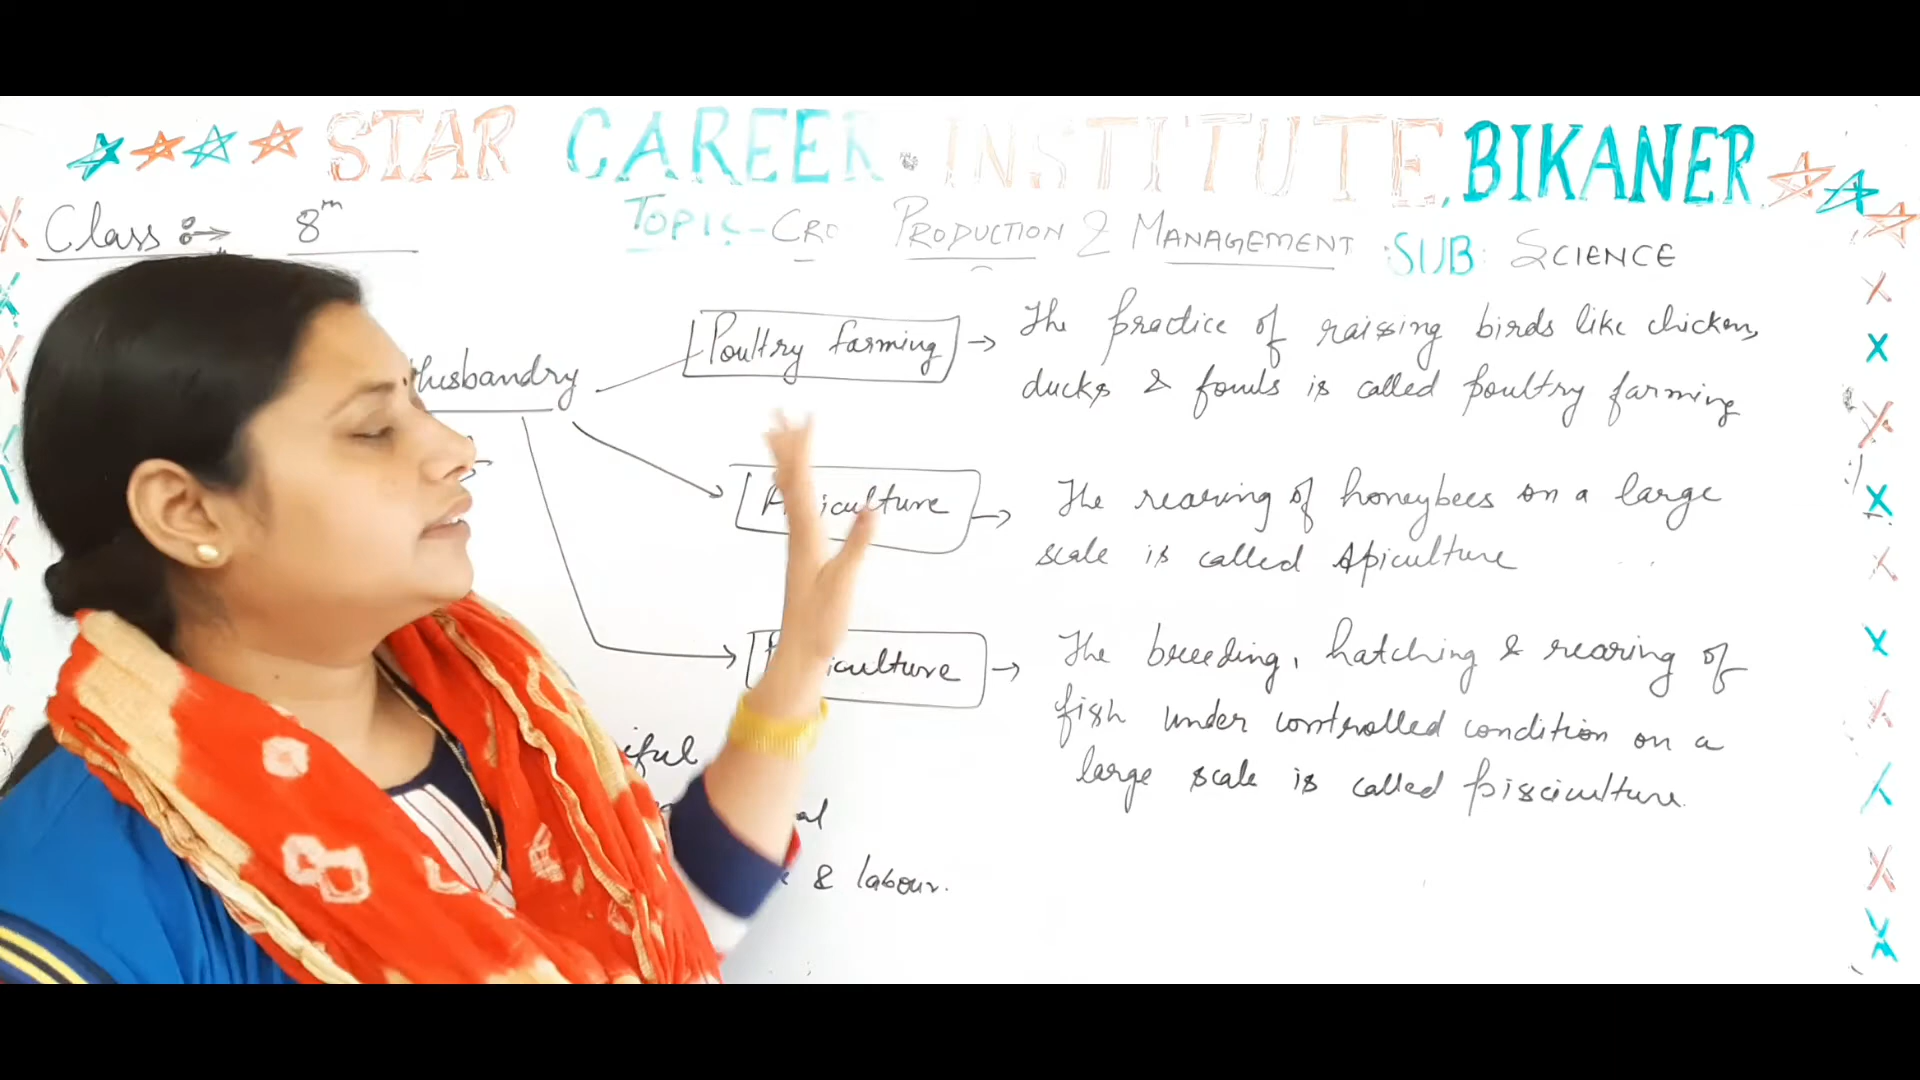 STAR CAREER INSTITUTE, BIKANER
Class 8th
TOPIC - CRO PRODUCTION & MANAGEMENT SUB: SCIENCE
husbandry
Poultry farming → The practice of raising birds like chicken,
ducks & fowls is called poultry farming
iculture → The rearing of honeybees on a large
scale is called Apiculture
iculture → The breeding, hatching & rearing of
fish under controlled condition on a
large scale is called pisciculture.
iful
al
& labour.